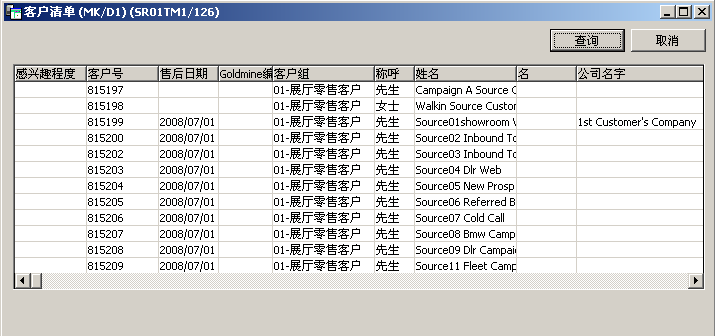 客户清单 (MK/D1) (SR01TM1/126)
查询 取消
感兴趣程度 客户号 售后日期 Goldmine编 客户组 称呼 姓名 名 公司名字
815197 01-展厅零售客户 先生 Campaign A Source C
815198 01-展厅零售客户 女士 Walkin Source Custor
815199 2008/07/01 01-展厅零售客户 先生 Source01showroom 1st Customer's Company
815200 2008/07/01 01-展厅零售客户 先生 Source02 Inbound To
815202 2008/07/01 01-展厅零售客户 先生 Source03 Inbound To
815203 2008/07/01 01-展厅零售客户 先生 Source04 Dlr Web
815204 2008/07/01 01-展厅零售客户 先生 Source05 New Prosp
815205 2008/07/01 01-展厅零售客户 先生 Source06 Referred B
815206 2008/07/01 01-展厅零售客户 先生 Source07 Cold Call
815207 2008/07/01 01-展厅零售客户 先生 Source08 Bmw Camp
815208 2008/07/01 01-展厅零售客户 先生 Source09 Dlr Campai
815209 2008/07/01 01-展厅零售客户 先生 Source11 Fleet Camp